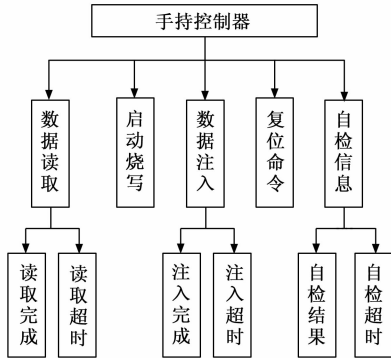 手持控制器
数据读取
启动烧写
数据注入
复位命令
自检信息
读取完成
读取超时
注入完成
注入超时
自检结果
自检超时